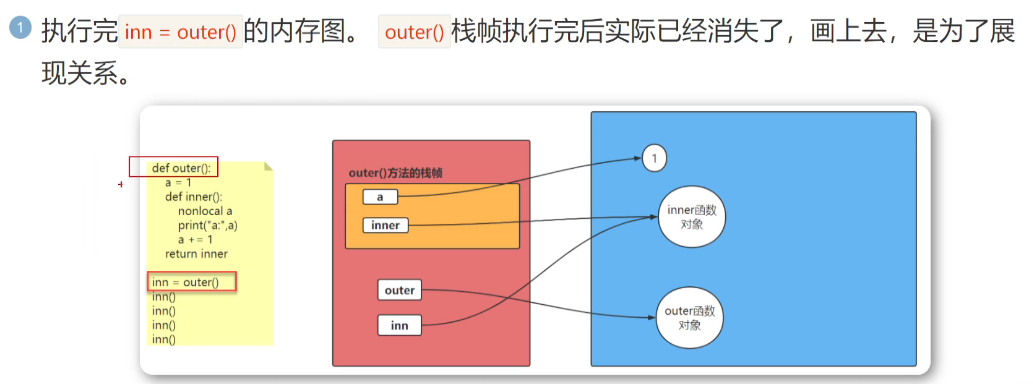 1 执行完 inn = outer() 的内存图。 outer() 栈帧执行完后实际已经消失了，画上去，是为了展
现关系。
def outer():
a = 1
def inner():
nonlocal a
print("a:",a)
a += 1
return inner
inn = outer()
inn()
inn()
inn()
inn()
outer()方法的栈帧
a
inner
outer
inn
1
inner函数
对象
outer函数
对象